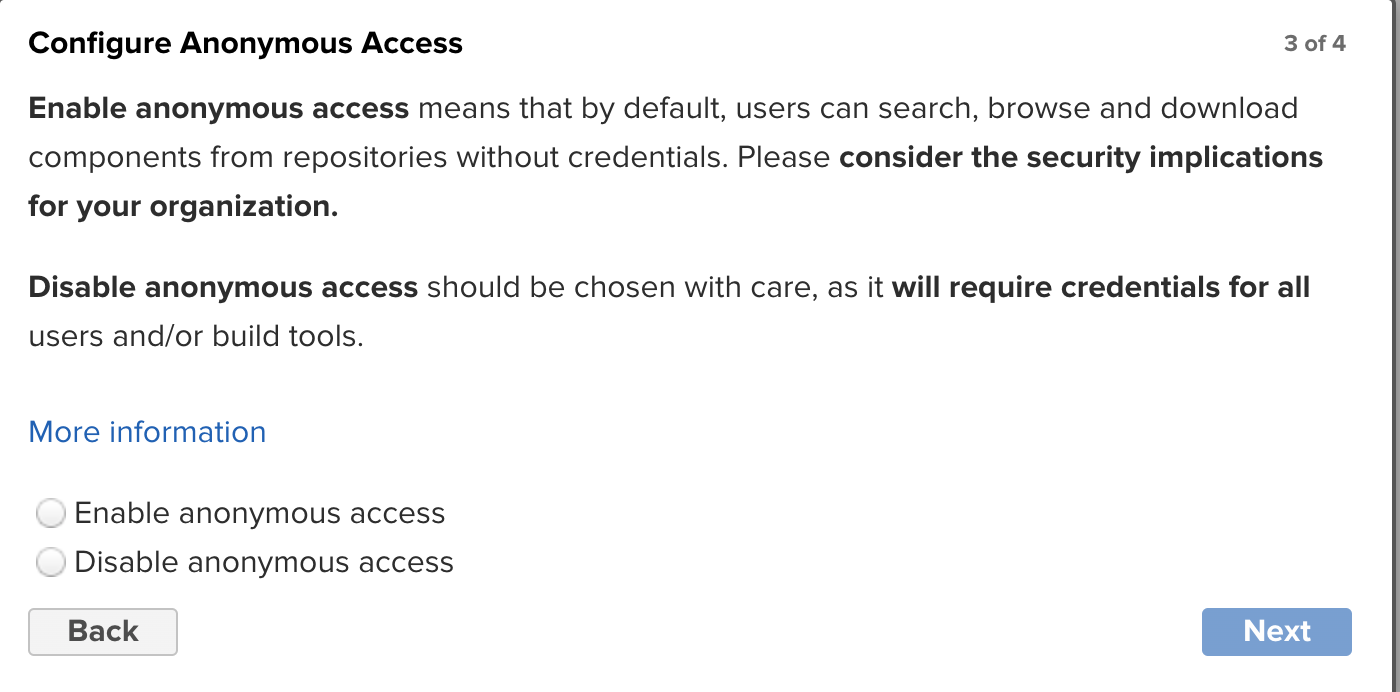 Configure Anonymous Access
3 of 4
Enable anonymous access means that by default, users can search, browse and download
components from repositories without credentials. Please consider the security implications
for your organization.
Disable anonymous access should be chosen with care, as it will require credentials for all
users and/or build tools.
More information
Enable anonymous access
Disable anonymous access
Back
Next